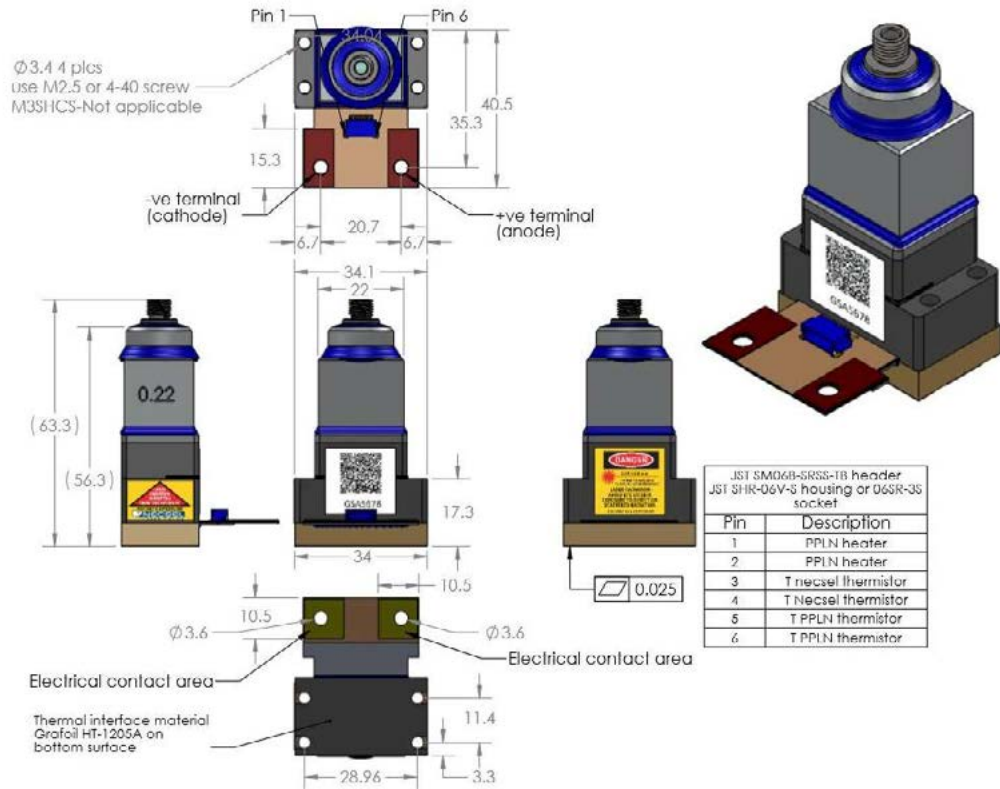 Pin 1
Pin 6
34.04
Ø3.4 4 plcs
use M2.5 or 4-40 screw
M3SHCS-Not applicable
40.5
35.3
15.3
-ve terminal
(cathode)
+ve terminal
(anode)
20.7
6.7
6.7
34.1
22
GSA5678
0.22
(63.3)
(56.3)
DANGER
GSA5678
17.3
34
0.025
JST SM06B-SRSS-TB header
JST SHR-06V-S housing or 06SR-3S
socket
Pin Description
1 PPLN heater
2 PPLN heater
3 T necsel thermistor
4 T Necsel thermistor
5 T PPLN thermistor
6 T PPLN thermistor
10.5
10.5
Ø3.6
Ø3.6
Electrical contact area
Electrical contact area
Thermal interface material
Grafoil HT-1205A on
bottom surface
11.4
28.96
3.3